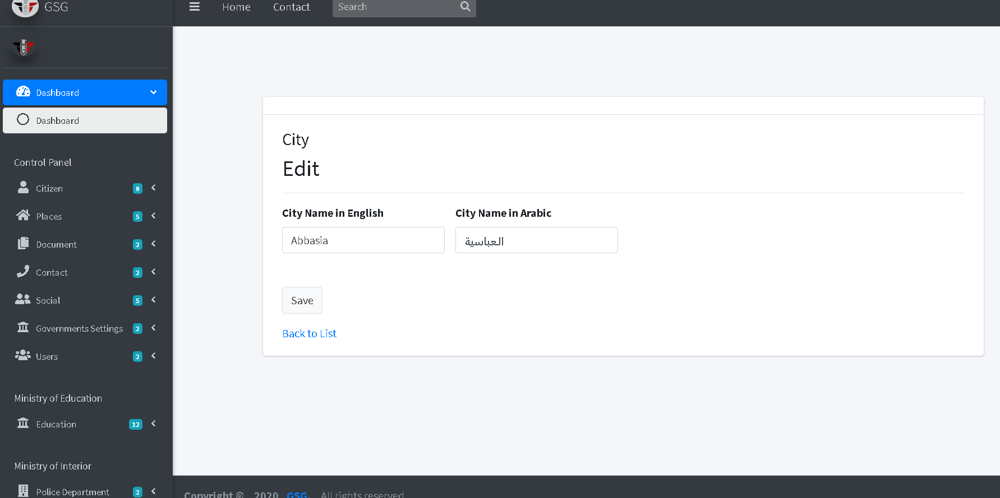 GSG
Home Contact Search
Dashboard
Dashboard
Control Panel
Citizen 8
Places 5
Document 2
Contact 2
Social 5
Governments Settings 2
Users 2
Ministry of Education
Education 12
Ministry of Interior
Police Department 2
City
Edit
City Name in English City Name in Arabic
Abbasia العباسية
Save
Back to List
Copyright © 2020 GSG. All rights reserved